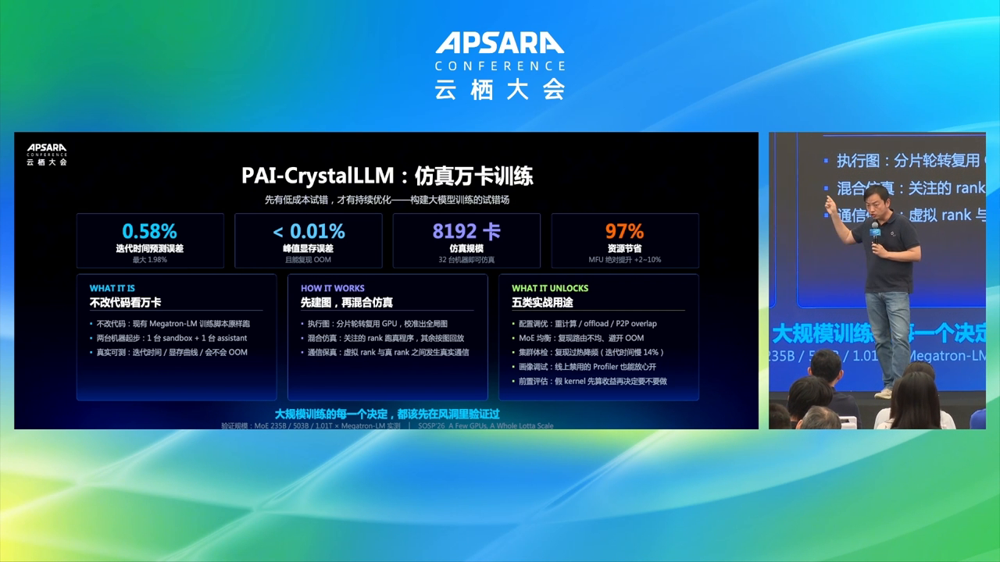 APSARA
CONFERENCE
云栖大会
APSARA
CONFERENCE
云栖大会
PAI-CrystalLLM：仿真万卡训练
先有低成本试错，才有持续优化——构建大模型训练的试错场
0.58%
迭代时间预测误差
最大 1.98%
< 0.01%
峰值显存误差
且能复现 OOM
8192 卡
仿真规模
32 台机器即可仿真
97%
资源节省
MFU 绝对提升 +2~10%
WHAT IT IS
不改代码看万卡
• 不改代码：现有 Megatron-LM 训练脚本原样跑
• 两台机器起步：1 台 sandbox + 1 台 assistant
• 真实可测：迭代时间 / 显存曲线 / 会不会 OOM
HOW IT WORKS
先建图，再混合仿真
• 执行图：分片轮转复用 GPU，校准出全局图
• 混合仿真：关注的 rank 跑真程序，其余按图回放
• 通信保真：虚拟 rank 与真 rank 之间发生真实通信
WHAT IT UNLOCKS
五类实战用途
• 配置调优：重计算 / offload / P2P overlap
• MoE 均衡：复现路由不均、避开 OOM
• 集群体检：复现过热降频（迭代时间慢 14%）
• 画像调试：线上禁用的 Profiler 也能放心开
• 前置评估：假 kernel 先算收益再决定要不要做
大规模训练的每一个决定，都该先在风洞里验证过
验证规模：MoE 235B / 503B / 1.01T × Megatron-LM 实测 | SOSP'26 A Few GPUs, A Whole Lotta Scale
执行图：分片轮转复用
混合仿真：关注的 rank
通信 ：虚拟 rank 与
大规模训练 每一个决定
235B / 5 1.01 Megatron-LM